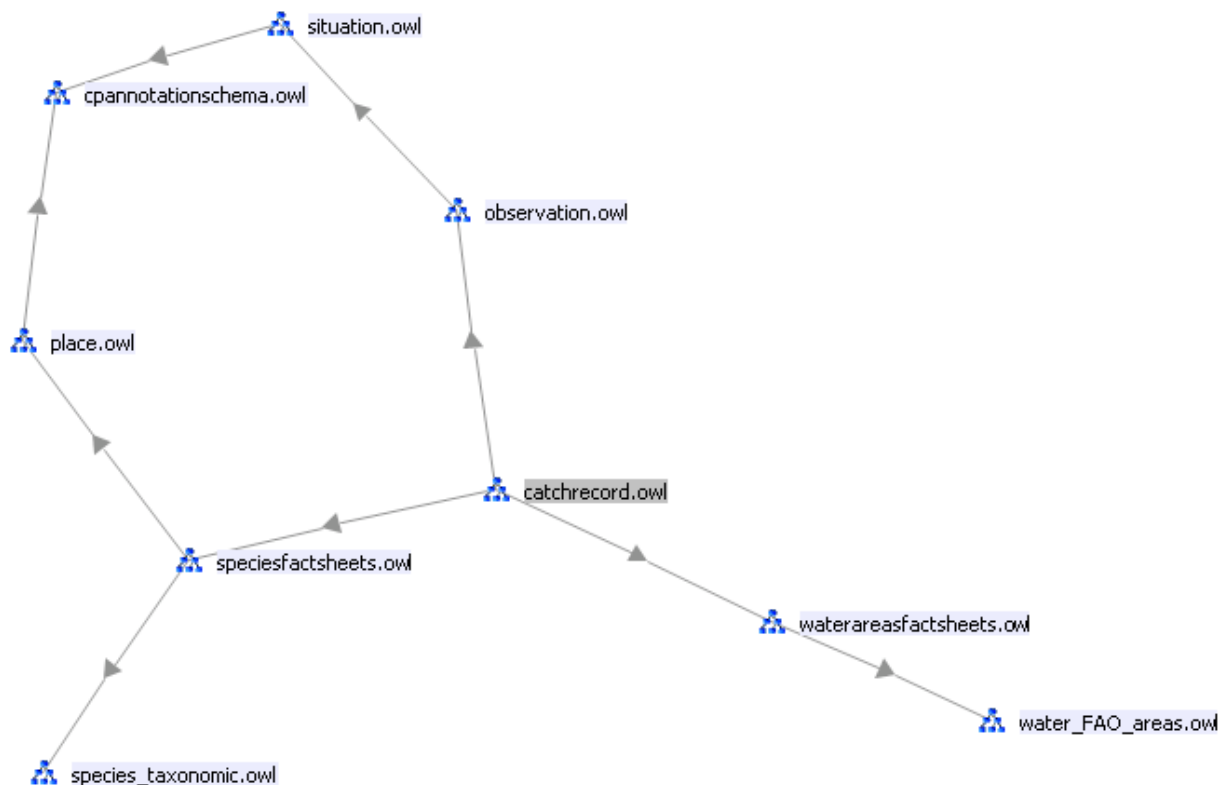 situation.owl
cpannotationschema.owl
observation.owl
place.owl
catchrecord.owl
speciesfactsheets.owl
waterareasfactsheets.owl
water_FAO_areas.owl
species_taxonomic.owl